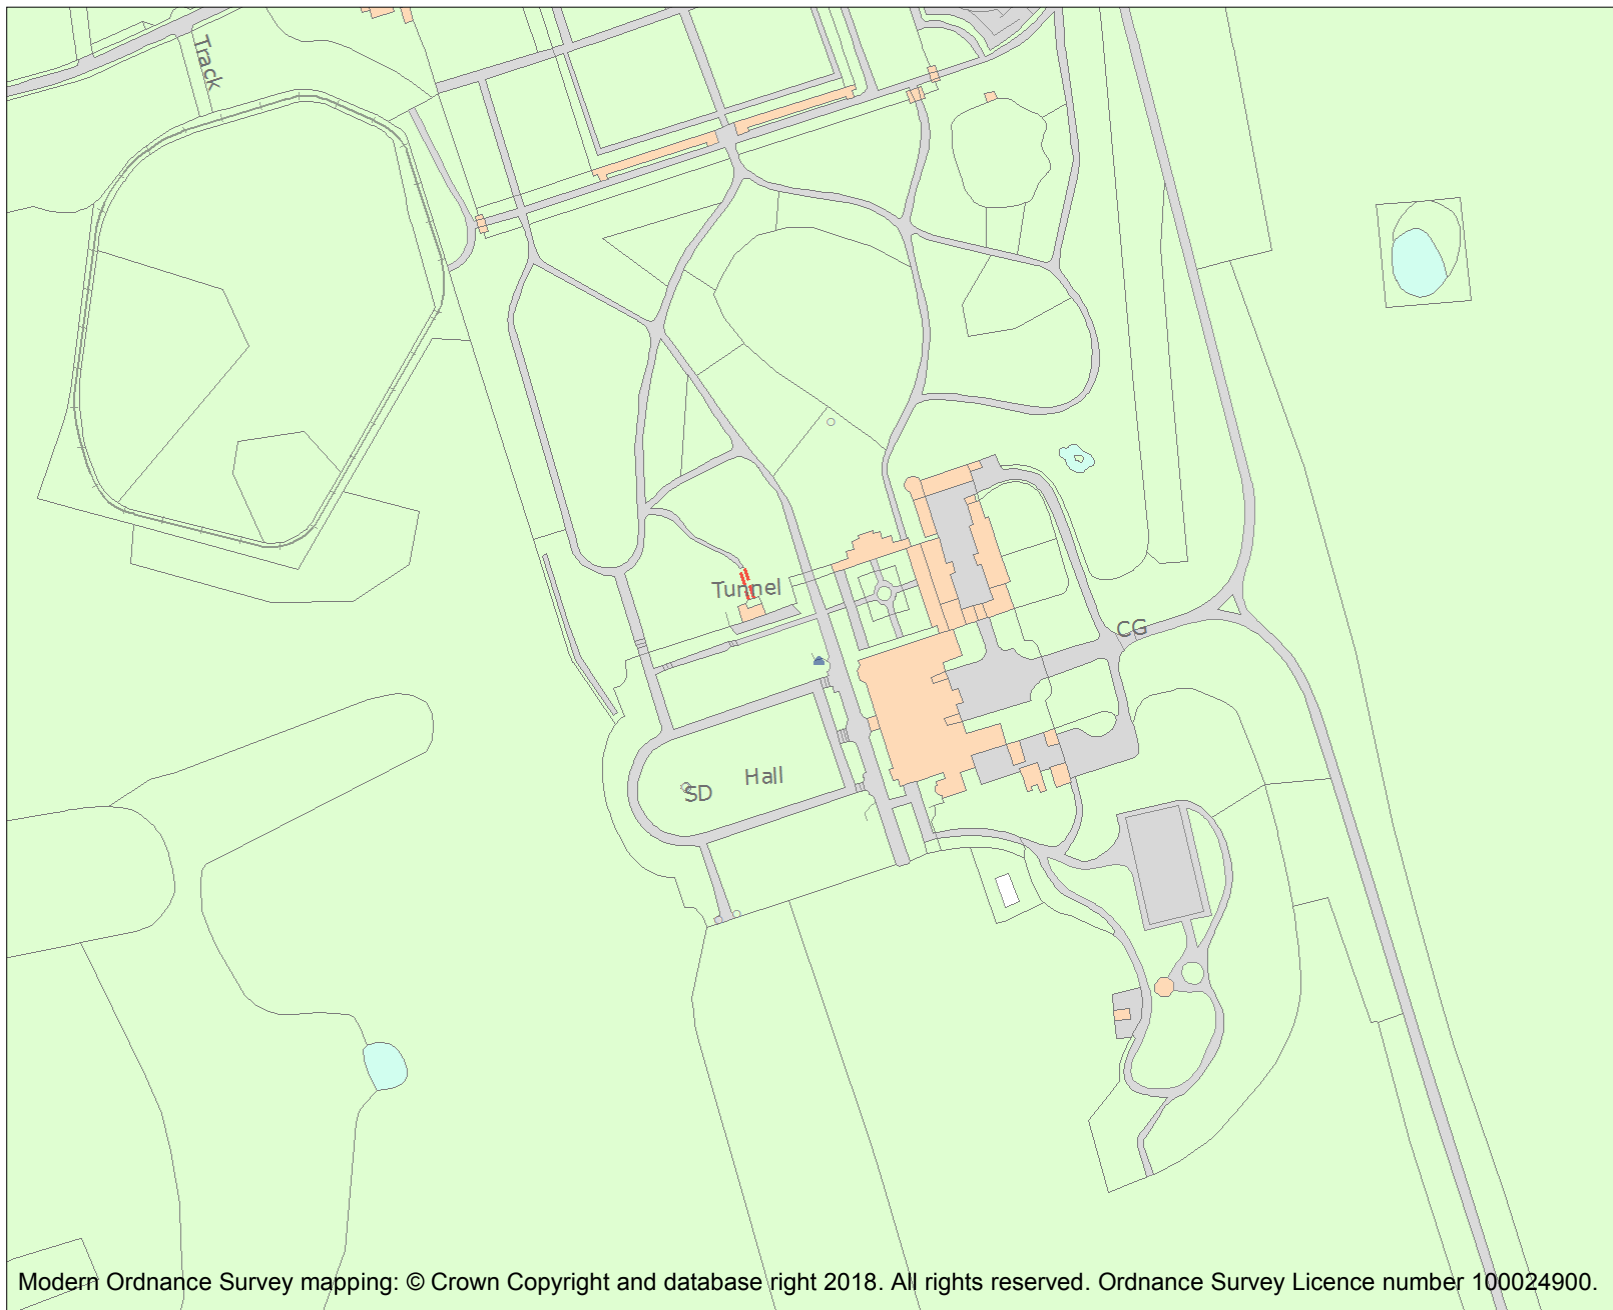 Track
Tunnel
CG
Hall
SD
Modern Ordnance Survey mapping: © Crown Copyright and database right 2018. All rights reserved. Ordnance Survey Licence number 100024900.